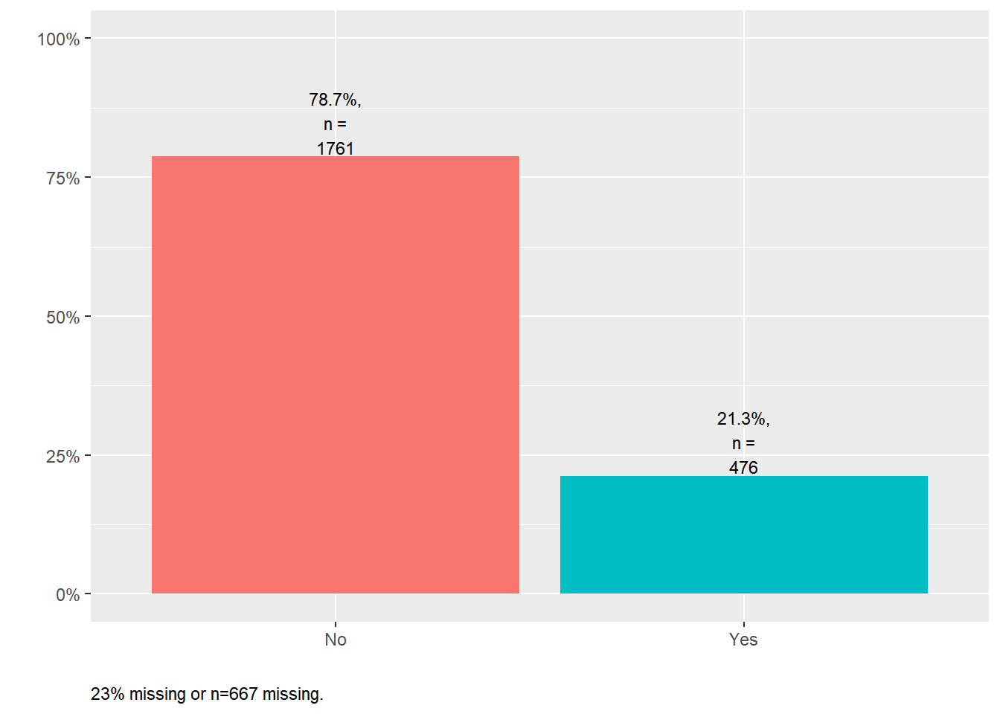 100%
78.7%,
n =
1761
75%
50%
21.3%,
n =
476
25%
0%
No
Yes
23% missing or n=667 missing.